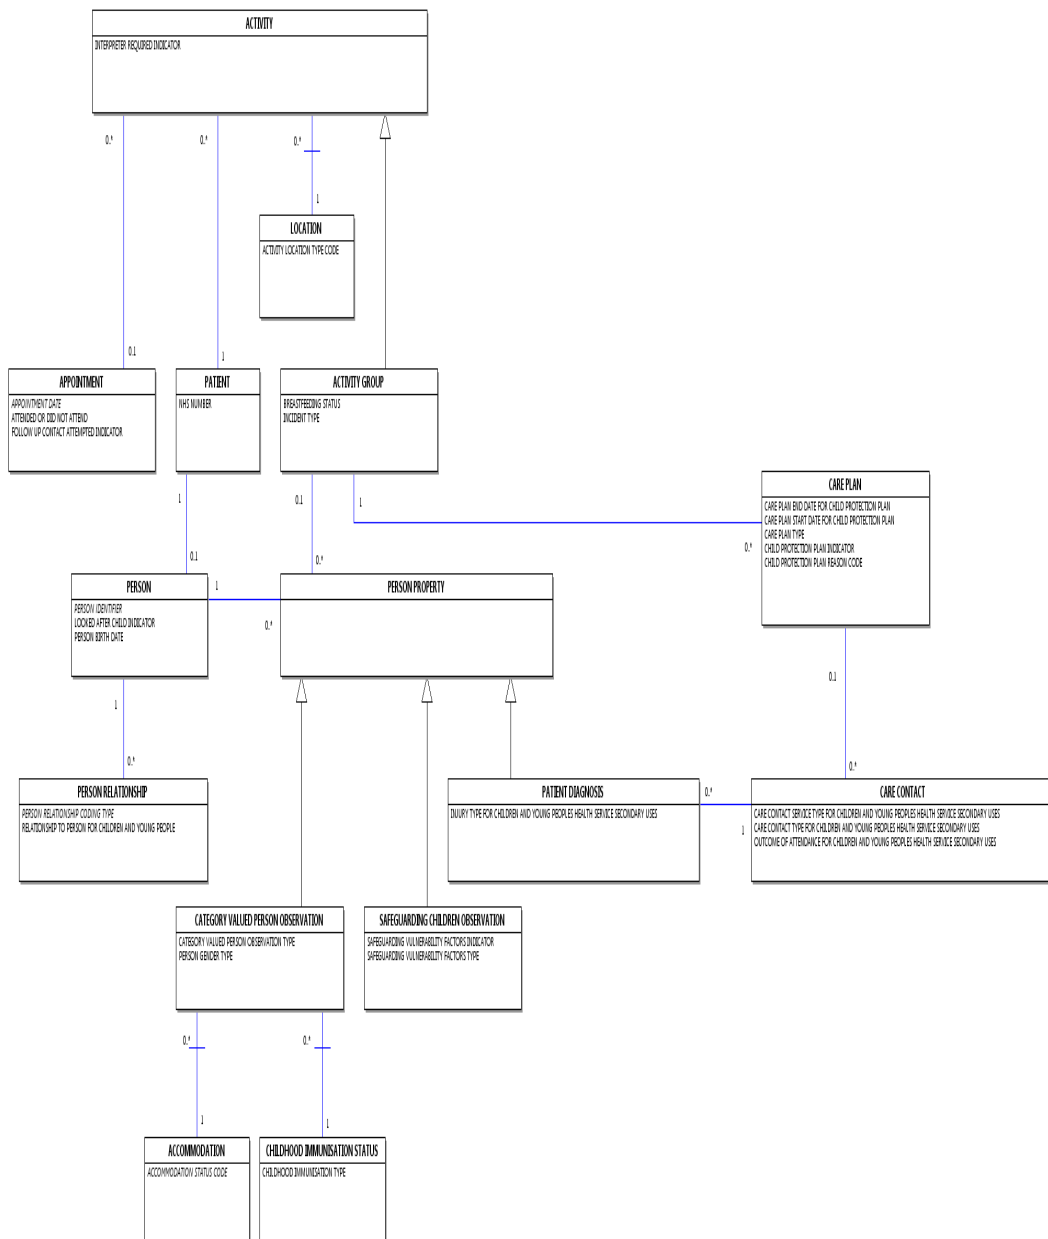 ACTIVITY
INTERPRETER REQUIRED INDICATOR
0..*
0..*
0..*
1
LOCATION
ACTIVITY LOCATION TYPE CODE
0..1
1
APPOINTMENT
APPOINTMENT DATE
ATTENDED OR DID NOT ATTEND
FOLLOW UP CONTACT ATTEMPTED INDICATOR
PATIENT
NHS NUMBER
ACTIVITY GROUP
BREASTFEEDING STATUS
INCIDENT TYPE
1
0..1
1
CARE PLAN
CARE PLAN END DATE FOR CHILD PROTECTION PLAN
CARE PLAN START DATE FOR CHILD PROTECTION PLAN
CARE PLAN TYPE
CHILD PROTECTION PLAN INDICATOR
CHILD PROTECTION PLAN REASON CODE
0..*
0..1
0..*
PERSON
PERSON IDENTIFIER
LOOKED AFTER CHILD INDICATOR
PERSON BIRTH DATE
1
0..*
PERSON PROPERTY
1
0..*
0..1
0..*
PERSON RELATIONSHIP
PERSON RELATIONSHIP CODING TYPE
RELATIONSHIP TO PERSON FOR CHILDREN AND YOUNG PEOPLE
PATIENT DIAGNOSIS
INJURY TYPE FOR CHILDREN AND YOUNG PEOPLES HEALTH SERVICE SECONDARY USES
0..*
1
CARE CONTACT
CARE CONTACT SERVICE TYPE FOR CHILDREN AND YOUNG PEOPLES HEALTH SERVICE SECONDARY USES
CARE CONTACT TYPE FOR CHILDREN AND YOUNG PEOPLES HEALTH SERVICE SECONDARY USES
OUTCOME OF ATTENDANCE FOR CHILDREN AND YOUNG PEOPLES HEALTH SERVICE SECONDARY USES
CATEGORY VALUED PERSON OBSERVATION
CATEGORY VALUED PERSON OBSERVATION TYPE
PERSON GENDER TYPE
SAFEGUARDING CHILDREN OBSERVATION
SAFEGUARDING VULNERABILITY FACTORS INDICATOR
SAFEGUARDING VULNERABILITY FACTORS TYPE
0..*
0..*
1
1
ACCOMMODATION
ACCOMMODATION STATUS CODE
CHILDHOOD IMMUNISATION STATUS
CHILDHOOD IMMUNISATION TYPE